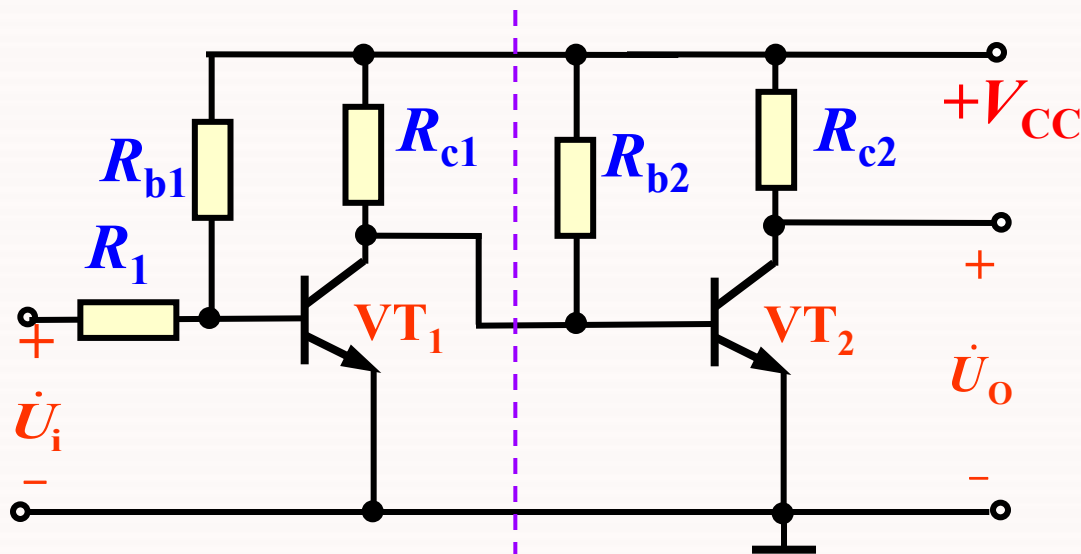 +V_CC
R_b1
R_c1
R_b2
R_c2
R_1
VT_1
VT_2
+
+
U̇_i
U̇_O
−
−